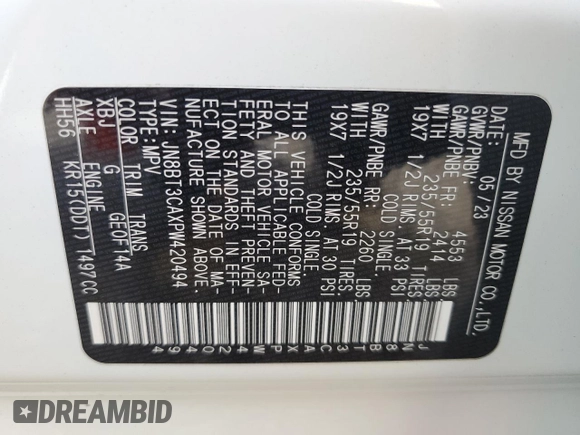 MFD BY NISSAN MOTOR CO.,LTD.
05/23
GVWR/PNBV: 4553 LBS
GAWR/PNBE FR: 2414 LBS
WITH 235/55R19 TIRES,
19X7 1/2J RIMS, AT 33 PSI
COLD SINGLE.
GAWR/PNBE RR: 2280 LBS
WITH 235/55R19 TIRES,
19X7 1/2J RIMS, AT 30 PSI
COLD SINGLE.
THIS VEHICLE CONFORMS
TO ALL APPLICABLE FED-
ERAL MOTOR VEHICLE SA-
FETY AND THEFT PREVEN-
TION STANDARDS IN EFF-
ECT ON THE DATE OF MA-
NUFACTURE SHOWN ABOVE.
VIN: JN8BT3CAXPW420494
TYPE: MPV
COLOR TRIM TRANS
XBJ G GEOFT4A
AXLE ENGINE
HH56 KR15(DDT) 1497CC
JN8BT3CAXPW420494
DREAMBID